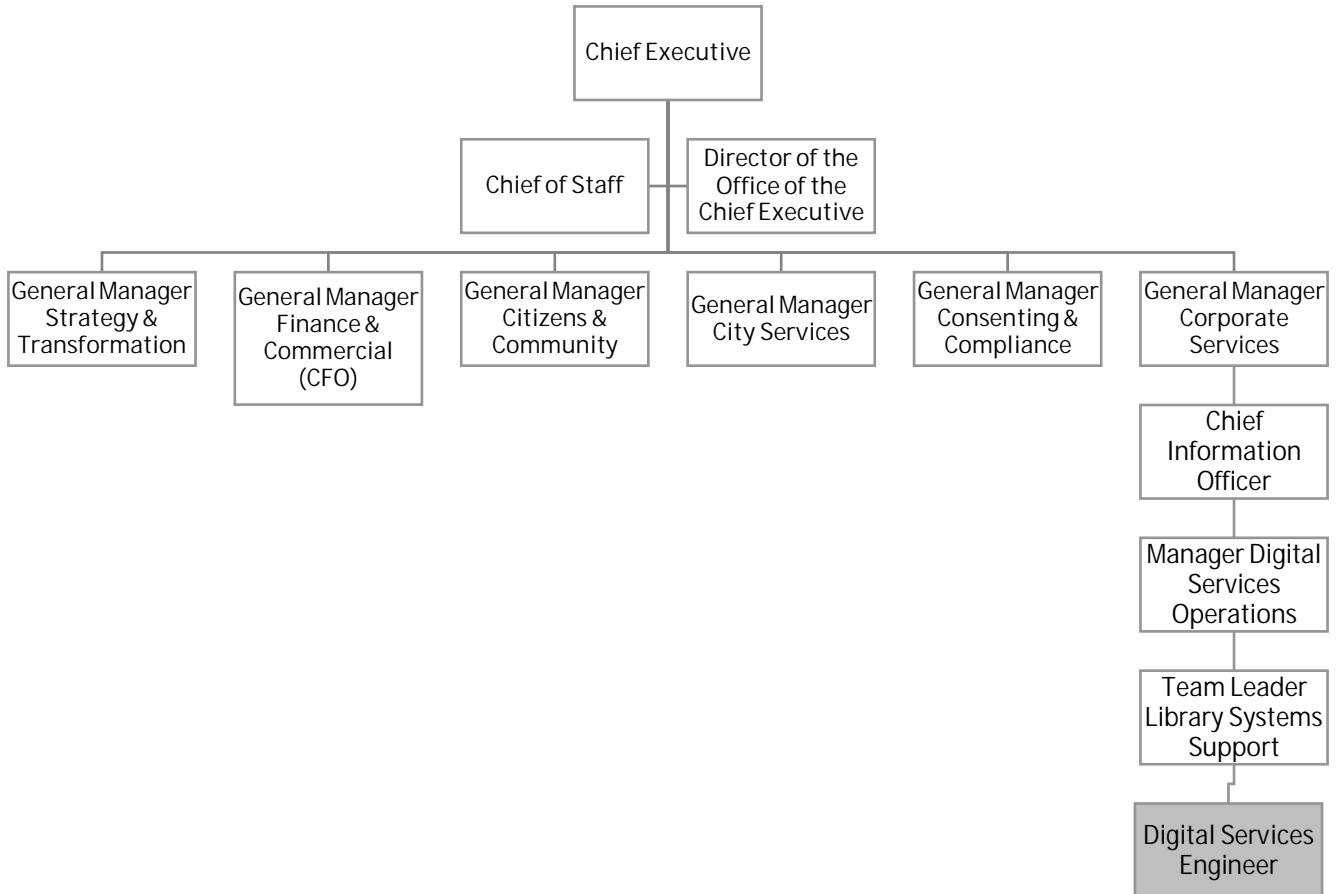 Chief Executive
Chief of Staff
Director of the
Office of the
Chief Executive
General Manager
Strategy &
Transformation
General Manager
Finance &
Commercial
(CFO)
General Manager
Citizens &
Community
General Manager
City Services
General Manager
Consenting &
Compliance
General Manager
Corporate
Services
Chief
Information
Officer
Manager Digital
Services
Operations
Team Leader
Library Systems
Support
Digital Services
Engineer